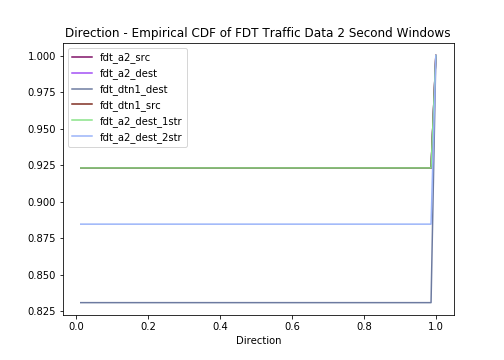 Direction - Empirical CDF of FDT Traffic Data 2 Second Windows
1.000
0.975
0.950
0.925
0.900
0.875
0.850
0.825
fdt_a2_src
fdt_a2_dest
fdt_dtn1_dest
fdt_dtn1_src
fdt_a2_dest_1str
fdt_a2_dest_2str
0.0 0.2 0.4 0.6 0.8 1.0
Direction